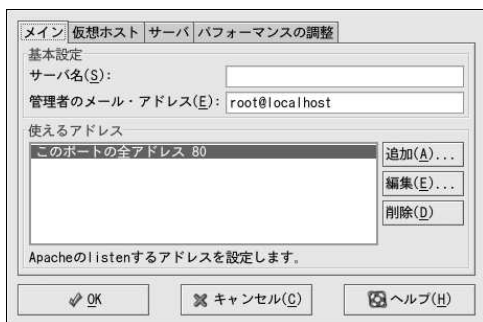 メイン 仮想ホスト サーバ パフォーマンスの調整
基本設定
サーバ名(S):
管理者のメール・アドレス(E): root@localhost
使えるアドレス
このポートの全アドレス 80
追加(A)...
編集(E)...
削除(D)
Apacheのlistenするアドレスを設定します。
OK キャンセル(C) ヘルプ(H)